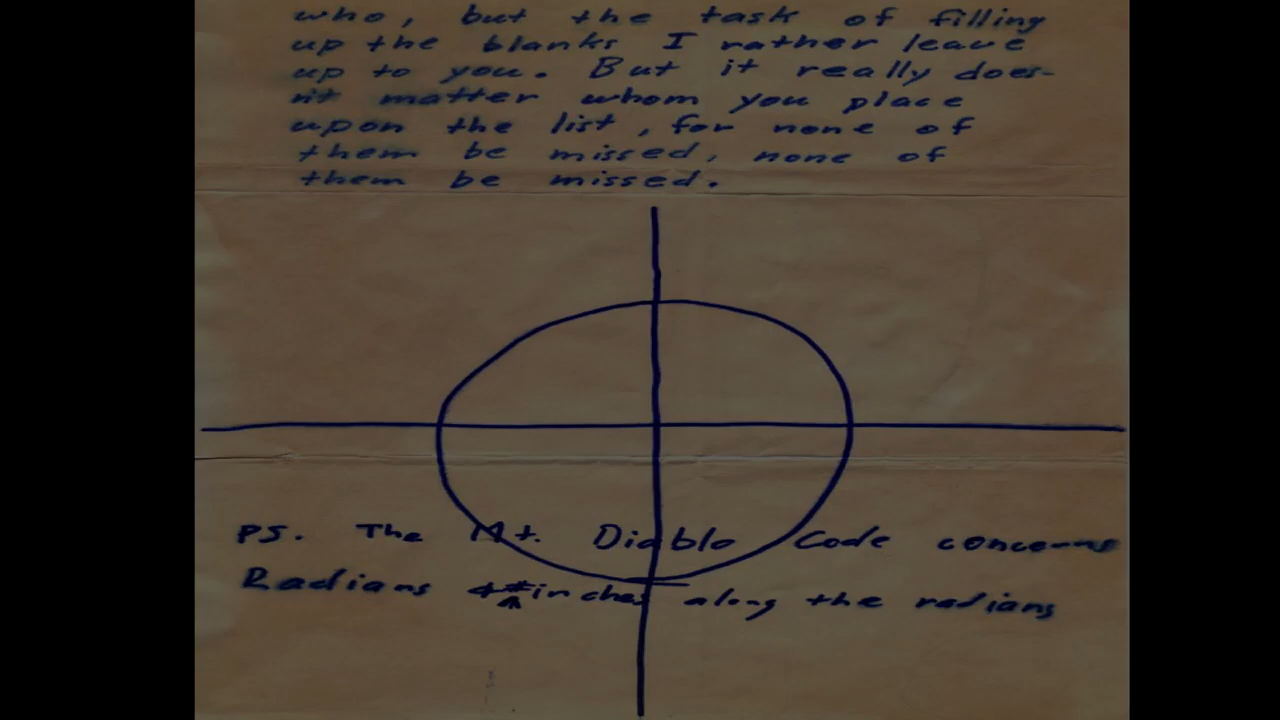 who, but the task of filling
up the blanks I rather leave
up to you. But it really does-
n't matter whom you place
upon the list, for none of
them be missed, none of
them be missed.
PS. The Mt. Diablo Code concerns
Radians & # inches along the radians